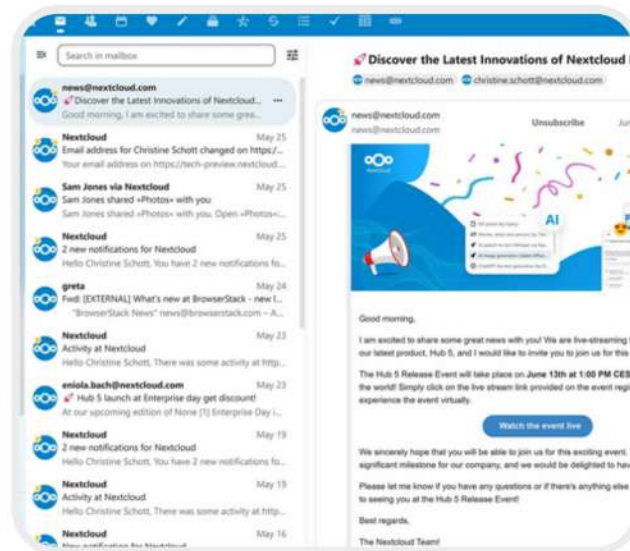 Search in mailbox
news@nextcloud.com
🚀Discover the Latest Innovations of Nextcloud... ...
Good morning, I am excited to share some grea...
Nextcloud May 25
Email address for Christine Schott changed on https:/...
Your email address on https://tech-preview.nextcloud....
Sam Jones via Nextcloud May 25
Sam Jones shared «Photos» with you
Sam Jones shared «Photos» with you. Open «Photos»:...
Nextcloud May 25
2 new notifications for Nextcloud
Hello Christine Schott, You have 2 new notifications fo...
greta May 24
Fwd: [EXTERNAL] What's new at BrowserStack - new l...
"BrowserStack News" news@browserstack.com – A...
Nextcloud May 23
Activity at Nextcloud
Hello Christine Schott, There was some activity at http...
eniola.bach@nextcloud.com May 23
🚀 Hub 5 launch at Enterprise day get discount!
At our upcoming edition of None [1] Enterprise Day i...
Nextcloud May 19
2 new notifications for Nextcloud
Hello Christine Schott, You have 2 new notifications fo...
Nextcloud May 19
Activity at Nextcloud
Hello Christine Schott, There was some activity at http...
Nextcloud May 16
New notification for Nextcloud
🚀Discover the Latest Innovations of Nextcloud
news@nextcloud.com christine.schott@nextcloud.com
news@nextcloud.com
news@nextcloud.com
Unsubscribe
Nextcloud
AI
Good morning,
I am excited to share some great news with you! We are live-streaming
our latest product, Hub 5, and I would like to invite you to join us for this
The Hub 5 Release Event will take place on June 13th at 1:00 PM CES
the world! Simply click on the live stream link provided on the event regi
experience the event virtually.
Watch the event live
We sincerely hope that you will be able to join us for this exciting event.
significant milestone for our company, and we would be delighted to hav
Please let me know if you have any questions or if there's anything else
to seeing you at the Hub 5 Release Event!
Best regards,
The Nextcloud Team!